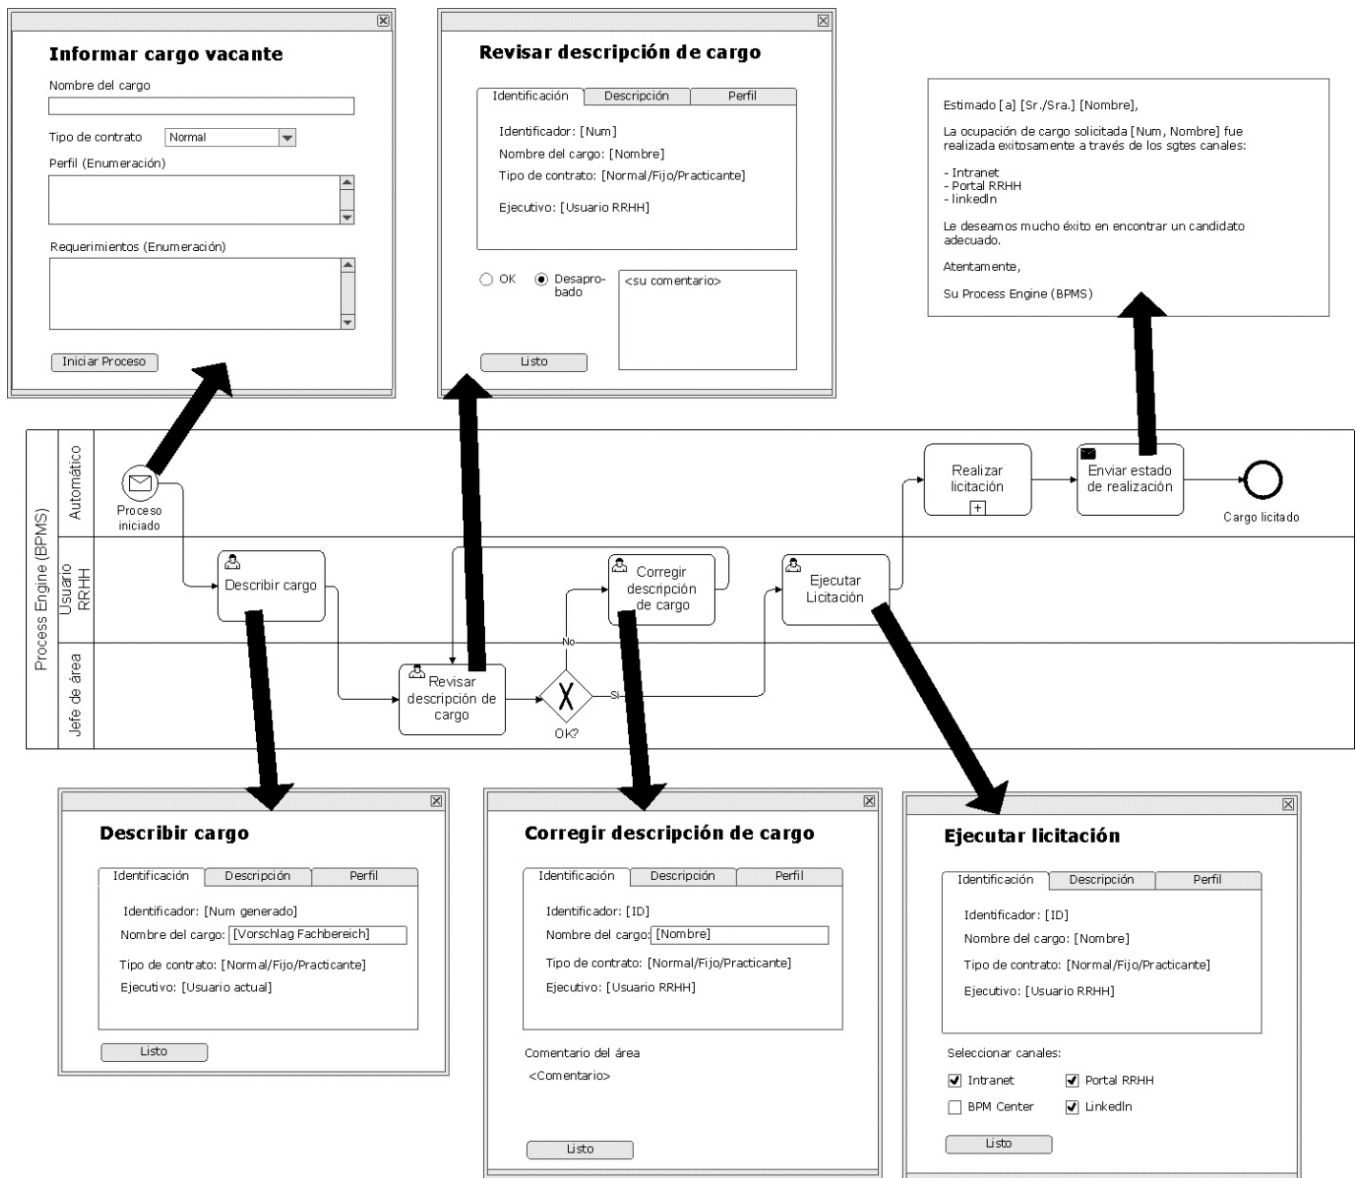 Informar cargo vacante
Nombre del cargo
Tipo de contrato
Normal
Perfil (Enumeración)
Requerimientos (Enumeración)
Iniciar Proceso
Revisar descripción de cargo
Identificación
Descripción
Perfil
Identificador: [Num]
Nombre del cargo: [Nombre]
Tipo de contrato: [Normal/Fijo/Practicante]
Ejecutivo: [Usuario RRHH]
OK
Desapro-
bado
<su comentario>
Listo
Estimado [a] [Sr./Sra.] [Nombre],
La ocupación de cargo solicitada [Num, Nombre] fue
realizada exitosamente a través de los sgtes canales:
- Intranet
- Portal RRHH
- linkedln
Le deseamos mucho éxito en encontrar un candidato
adecuado.
Atentamente,
Su Process Engine (BPMS)
Process Engine (BPMS)
Automático
Proceso
iniciado
Realizar
licitación
Enviar estado
de realización
Cargo licitado
Usuario
RRHH
Describir cargo
Corregir
descripción
de cargo
Ejecutar
Licitación
Jefe de área
Revisar
descripción de
cargo
No
Si
OK?
Describir cargo
Identificación
Descripción
Perfil
Identificador: [Num generado]
Nombre del cargo: [Vorschlag Fachbereich]
Tipo de contrato: [Normal/Fijo/Practicante]
Ejecutivo: [Usuario actual]
Listo
Corregir descripción de cargo
Identificación
Descripción
Perfil
Identificador: [ID]
Nombre del cargo: [Nombre]
Tipo de contrato: [Normal/Fijo/Practicante]
Ejecutivo: [Usuario RRHH]
Comentario del área
<Comentario>
Listo
Ejecutar licitación
Identificación
Descripción
Perfil
Identificador: [ID]
Nombre del cargo: [Nombre]
Tipo de contrato: [Normal/Fijo/Practicante]
Ejecutivo: [Usuario RRHH]
Seleccionar canales:
Intranet
Portal RRHH
BPM Center
Linkedln
Listo